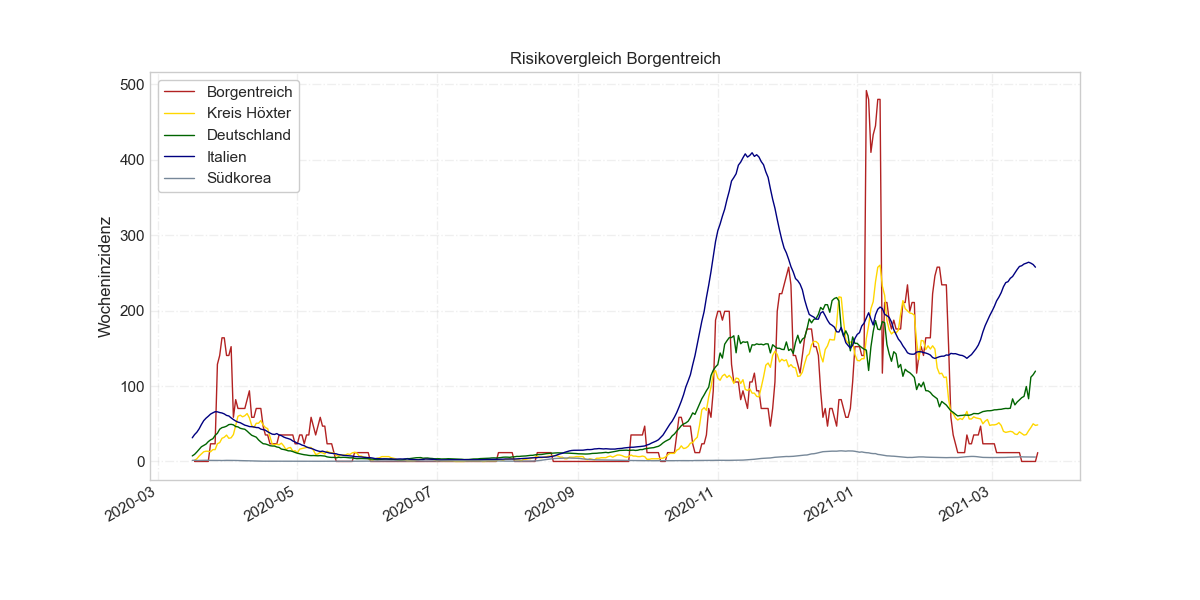 Risikovergleich Borgentreich
Borgentreich
Kreis Höxter
Deutschland
Italien
Südkorea
Wocheninzidenz
500
400
300
200
100
0
2020-03
2020-05
2020-07
2020-09
2020-11
2021-01
2021-03